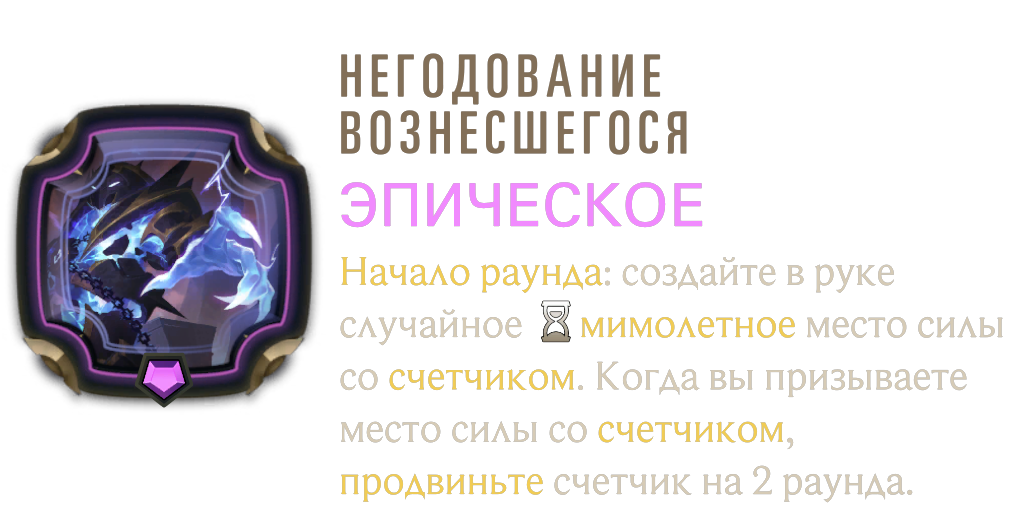 НЕГОДОВАНИЕ
ВОЗНЕСШЕГОСЯ
ЭПИЧЕСКОЕ
Начало раунда: создайте в руке
случайное мимолетное место силы
со счетчиком. Когда вы призываете
место силы со счетчиком,
продвиньте счетчик на 2 раунда.